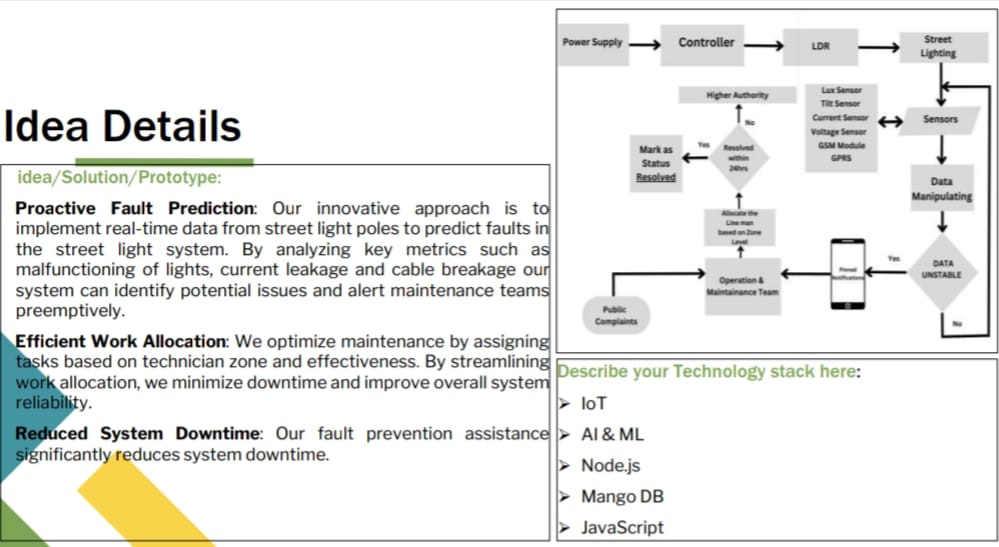 Idea Details
idea/Solution/Prototype:
Proactive Fault Prediction: Our innovative approach is to
implement real-time data from street light poles to predict faults in
the street light system. By analyzing key metrics such as
malfunctioning of lights, current leakage and cable breakage our
system can identify potential issues and alert maintenance teams
preemptively.
Efficient Work Allocation: We optimize maintenance by assigning
tasks based on technician zone and effectiveness. By streamlining
work allocation, we minimize downtime and improve overall system
reliability.
Reduced System Downtime: Our fault prevention assistance
significantly reduces system downtime.
Power Supply
Controller
LDR
Street
Lighting
Higher Authority
Lux Sensor
Tilt Sensor
Current Sensor
Voltage Sensor
GSM Module
GPRS
Sensors
No
Mark as
Status
Resolved
Yes
Resolved
within
24hrs
Data
Manipulating
Allocate the
Line man
based on Zone
Level
Operation &
Maintainance Team
Notifications
Yes
DATA
UNSTABLE
Public
Complaints
No
Describe your Technology stack here:
➤ IoT
➤ AI & ML
➤ Node.js
➤ Mango DB
➤ JavaScript